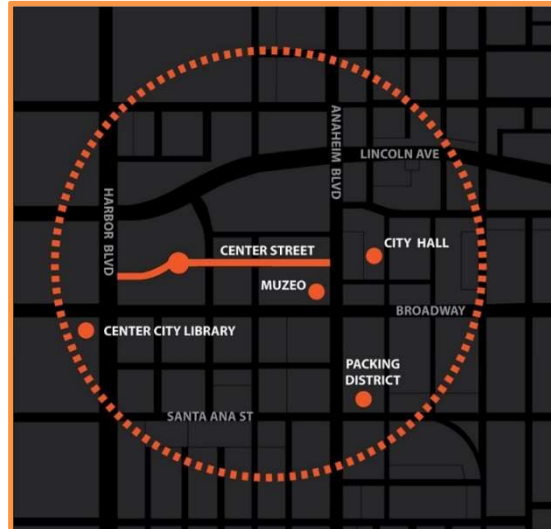 ANAHEIM BLVD
LINCOLN AVE
HARBOR BLVD
CENTER STREET
CITY HALL
MUZEO
BROADWAY
CENTER CITY LIBRARY
PACKING
DISTRICT
SANTA ANA ST